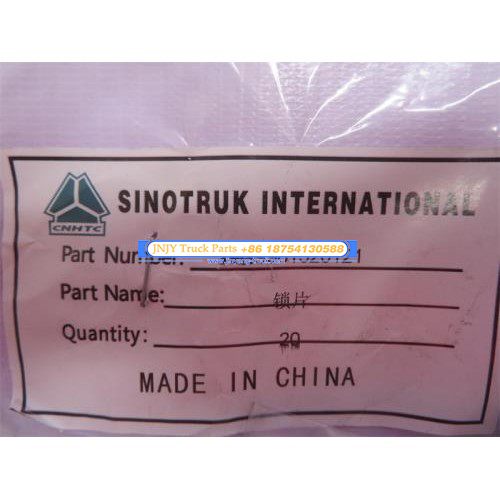 CNHTC
SINOTRUK INTERNATIONAL
JNJY Truck Parts +86 18754130588
Part Number:
Part Name: 锁片
Quantity: 20
MADE IN CHINA